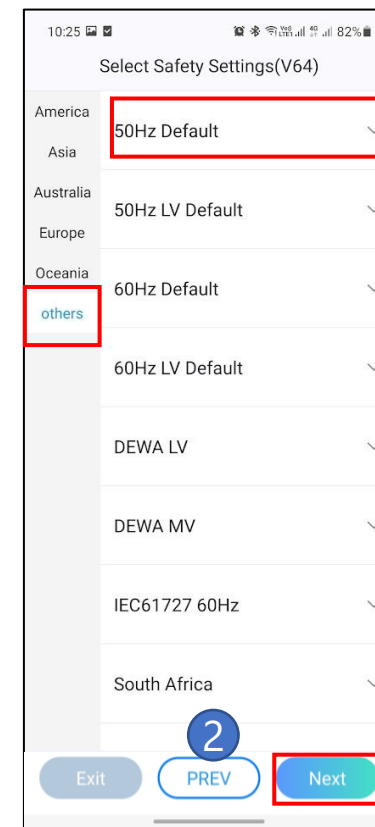 10:25 82%
Select Safety Settings(V64)
America
Asia
Australia
Europe
Oceania
others
50Hz Default
50Hz LV Default
60Hz Default
60Hz LV Default
DEWA LV
DEWA MV
IEC61727 60Hz
South Africa
2
Exit PREV Next